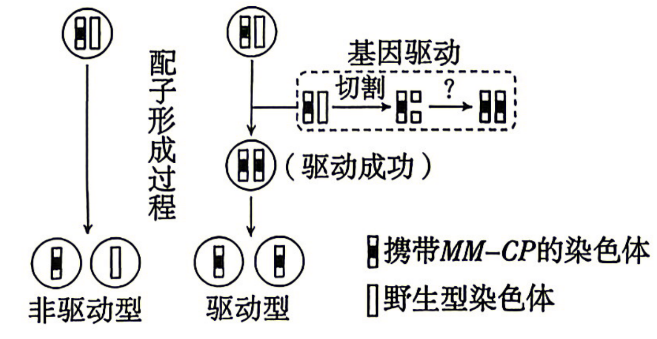 配子形成过程
基因驱动
切割
?
(驱动成功)
非驱动型
驱动型
携带MM-CP的染色体
野生型染色体